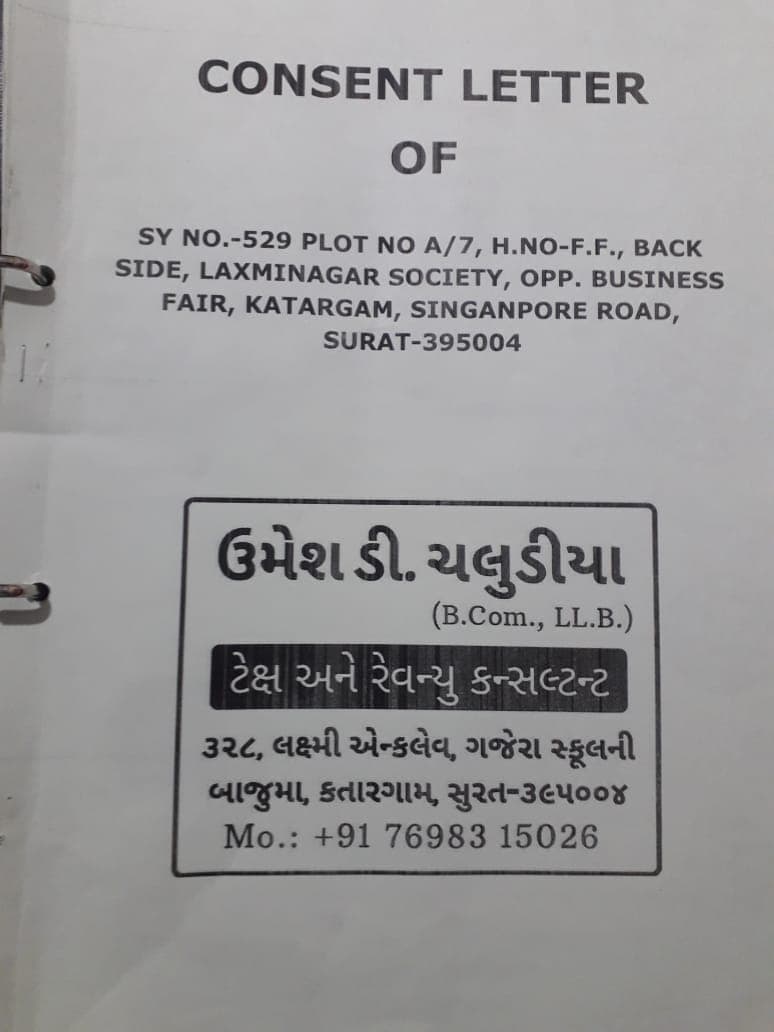 CONSENT LETTER
OF
SY NO.-529 PLOT NO A/7, H.NO-F.F., BACK
SIDE, LAXMINAGAR SOCIETY, OPP. BUSINESS
FAIR, KATARGAM, SINGANPORE ROAD,
SURAT-395004
ઉમેશ ડી. ચલુડીયા
(B.Com., LL.B.)
ટેક્ષ અને રેવન્યુ કન્સલ્ટન્ટ
૩૨૮, લક્ષ્મી એન્કલેવ, ગજેરા સ્કૂલની
બાજુમા, કતારગામ, સુરત-૩૯૫૦૦૪
Mo.: +91 76983 15026